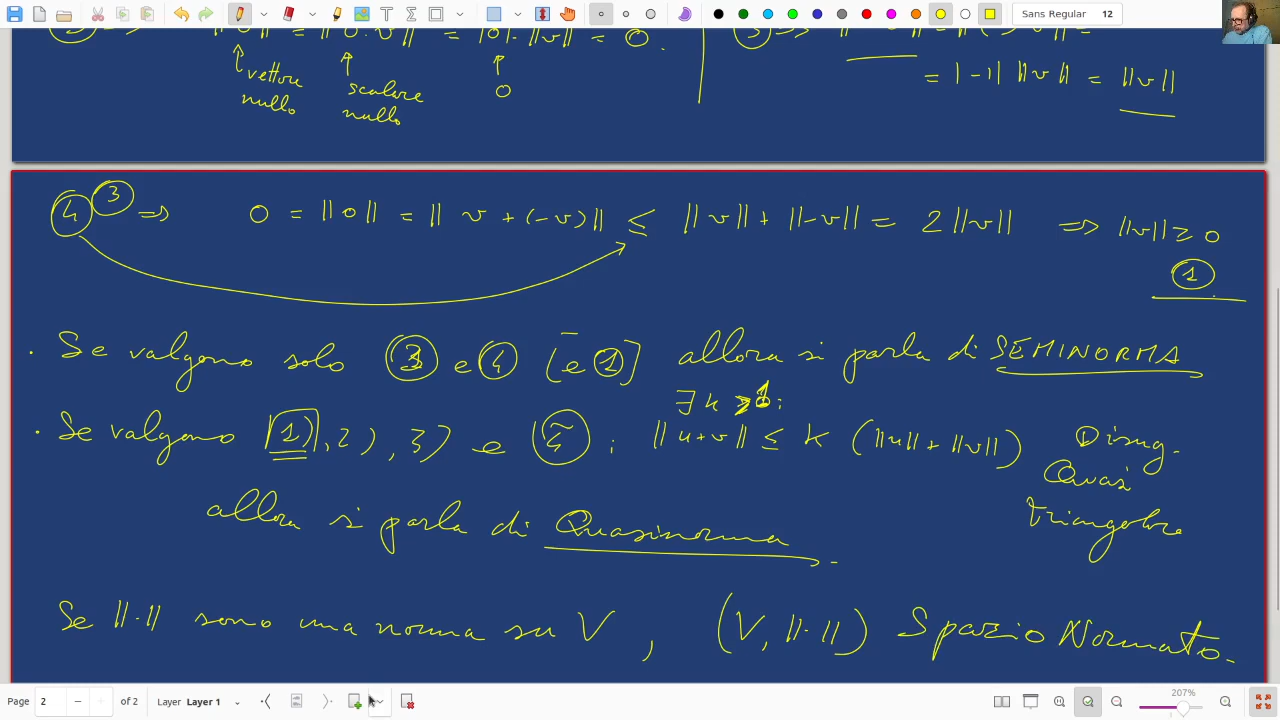 Sans Regular 12
③ ⇒
= ||0·v|| = |0|·||v|| = 0.
vettore nullo
scalare nullo
0
= |-1| ||v|| = ||v||
④ ③ ⇒ 0 = ||0|| = ||v + (-v)|| ≤ ||v|| + ||-v|| = 2||v|| ⇒ ||v|| ≥ 0
①
· Se valgono solo ③ e ④ [e ①] allora si parla di SEMINORMA
∃ k ≥ 1 :
· Se valgono 1), 2), 3) e 4~ : ||u+v|| ≤ k (||u|| + ||v||) Disug. Quasi triangolare
allora si parla di Quasinorma.
Se ||·|| sono una norma su V, (V, ||·||) Spazio Normato.
Page 2 of 2 Layer Layer 1
207%